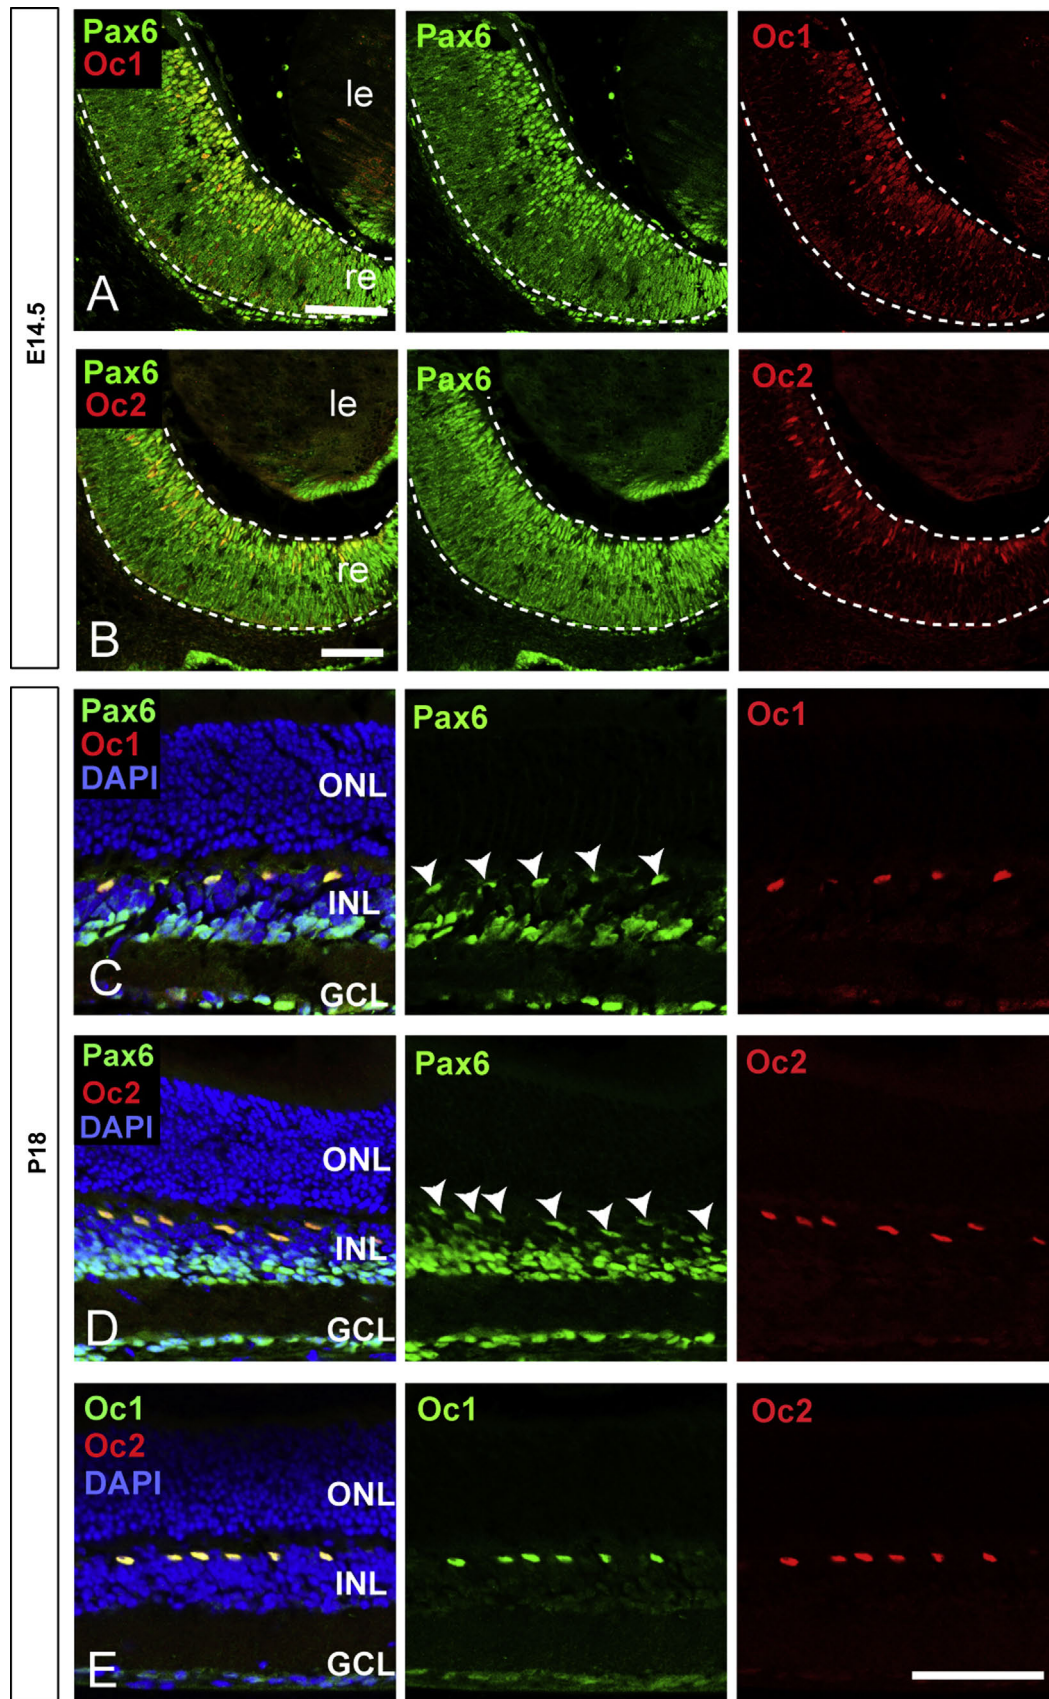 E14.5
Pax6
Oc1
le
re
A
Pax6
Oc1
Pax6
Oc2
le
re
B
Pax6
Oc2
P18
Pax6
Oc1
DAPI
ONL
INL
GCL
C
Pax6
Oc1
Pax6
Oc2
DAPI
ONL
INL
GCL
D
Pax6
Oc2
Oc1
Oc2
DAPI
ONL
INL
GCL
E
Oc1
Oc2